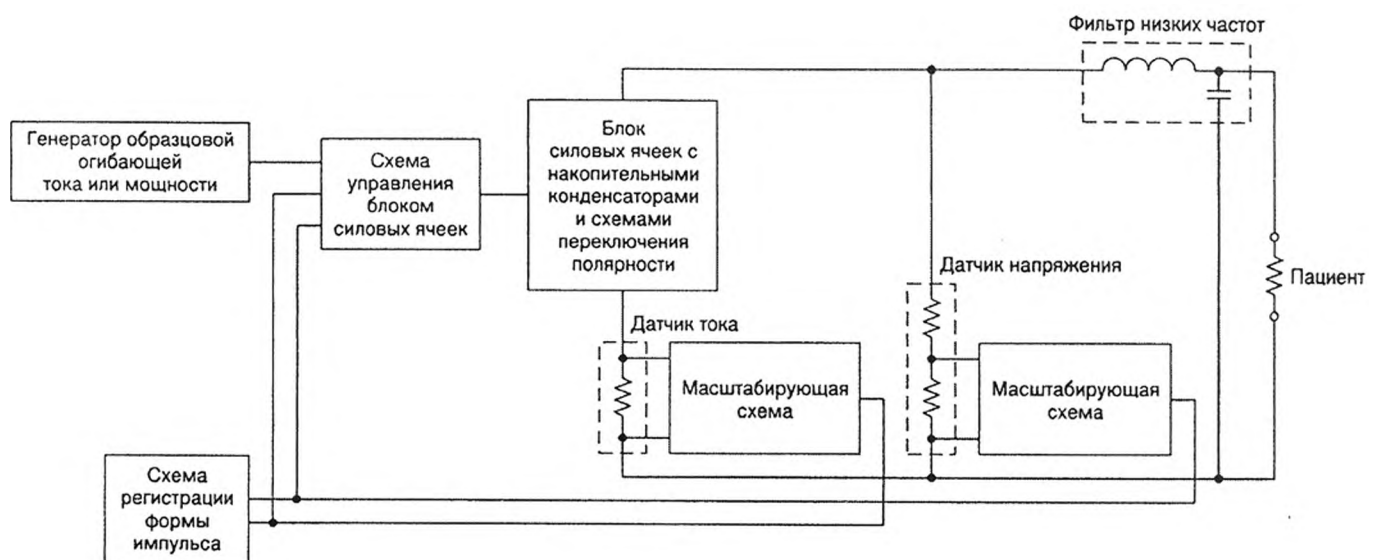 Фильтр низких частот
Генератор образцовой
огибающей
тока или мощности
Схема
управления
блоком
силовых ячеек
Блок
силовых ячеек с
накопительными
конденсаторами
и схемами
переключения
полярности
Датчик напряжения
Пациент
Датчик тока
Масштабирующая
схема
Масштабирующая
схема
Схема
регистрации
формы
импульса